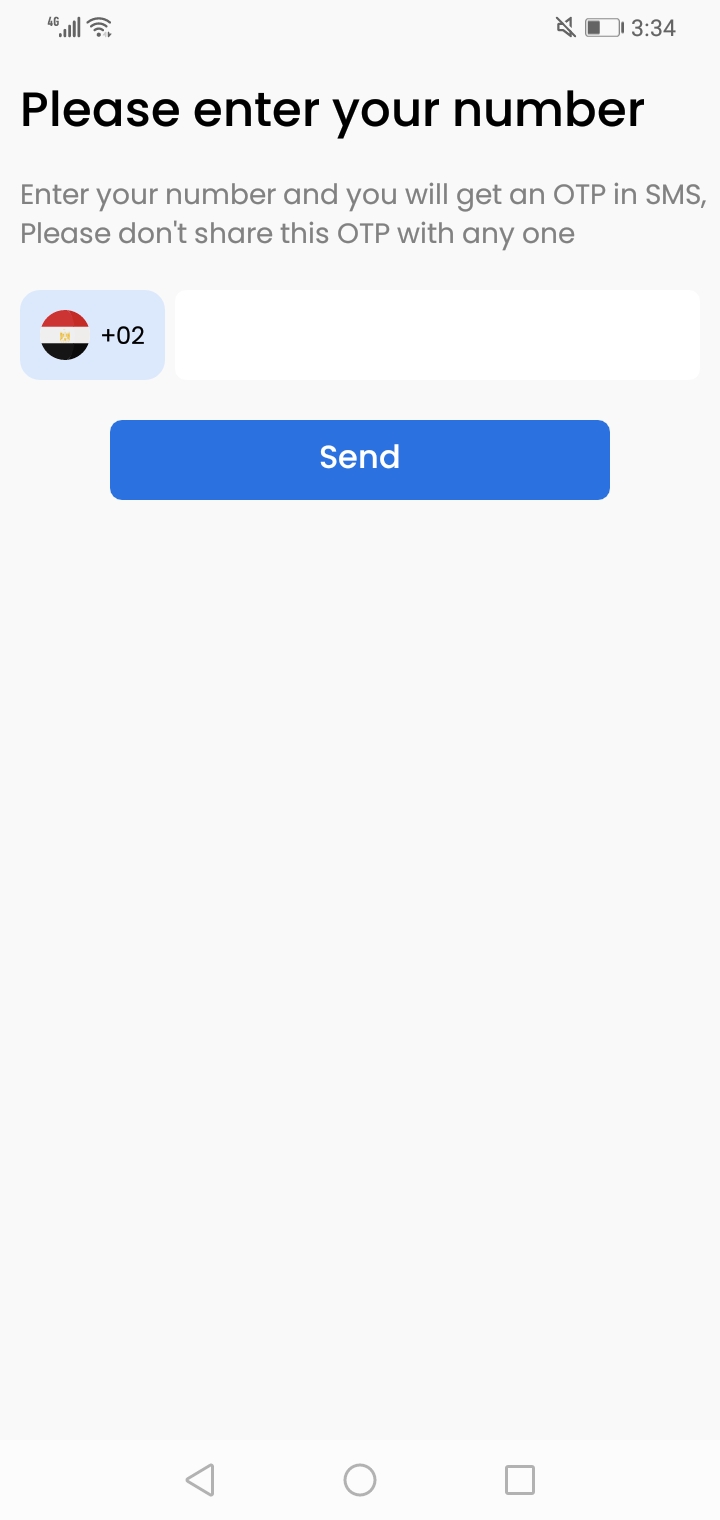 4G
3:34
Please enter your number
Enter your number and you will get an OTP in SMS,
Please don't share this OTP with any one
+02
Send